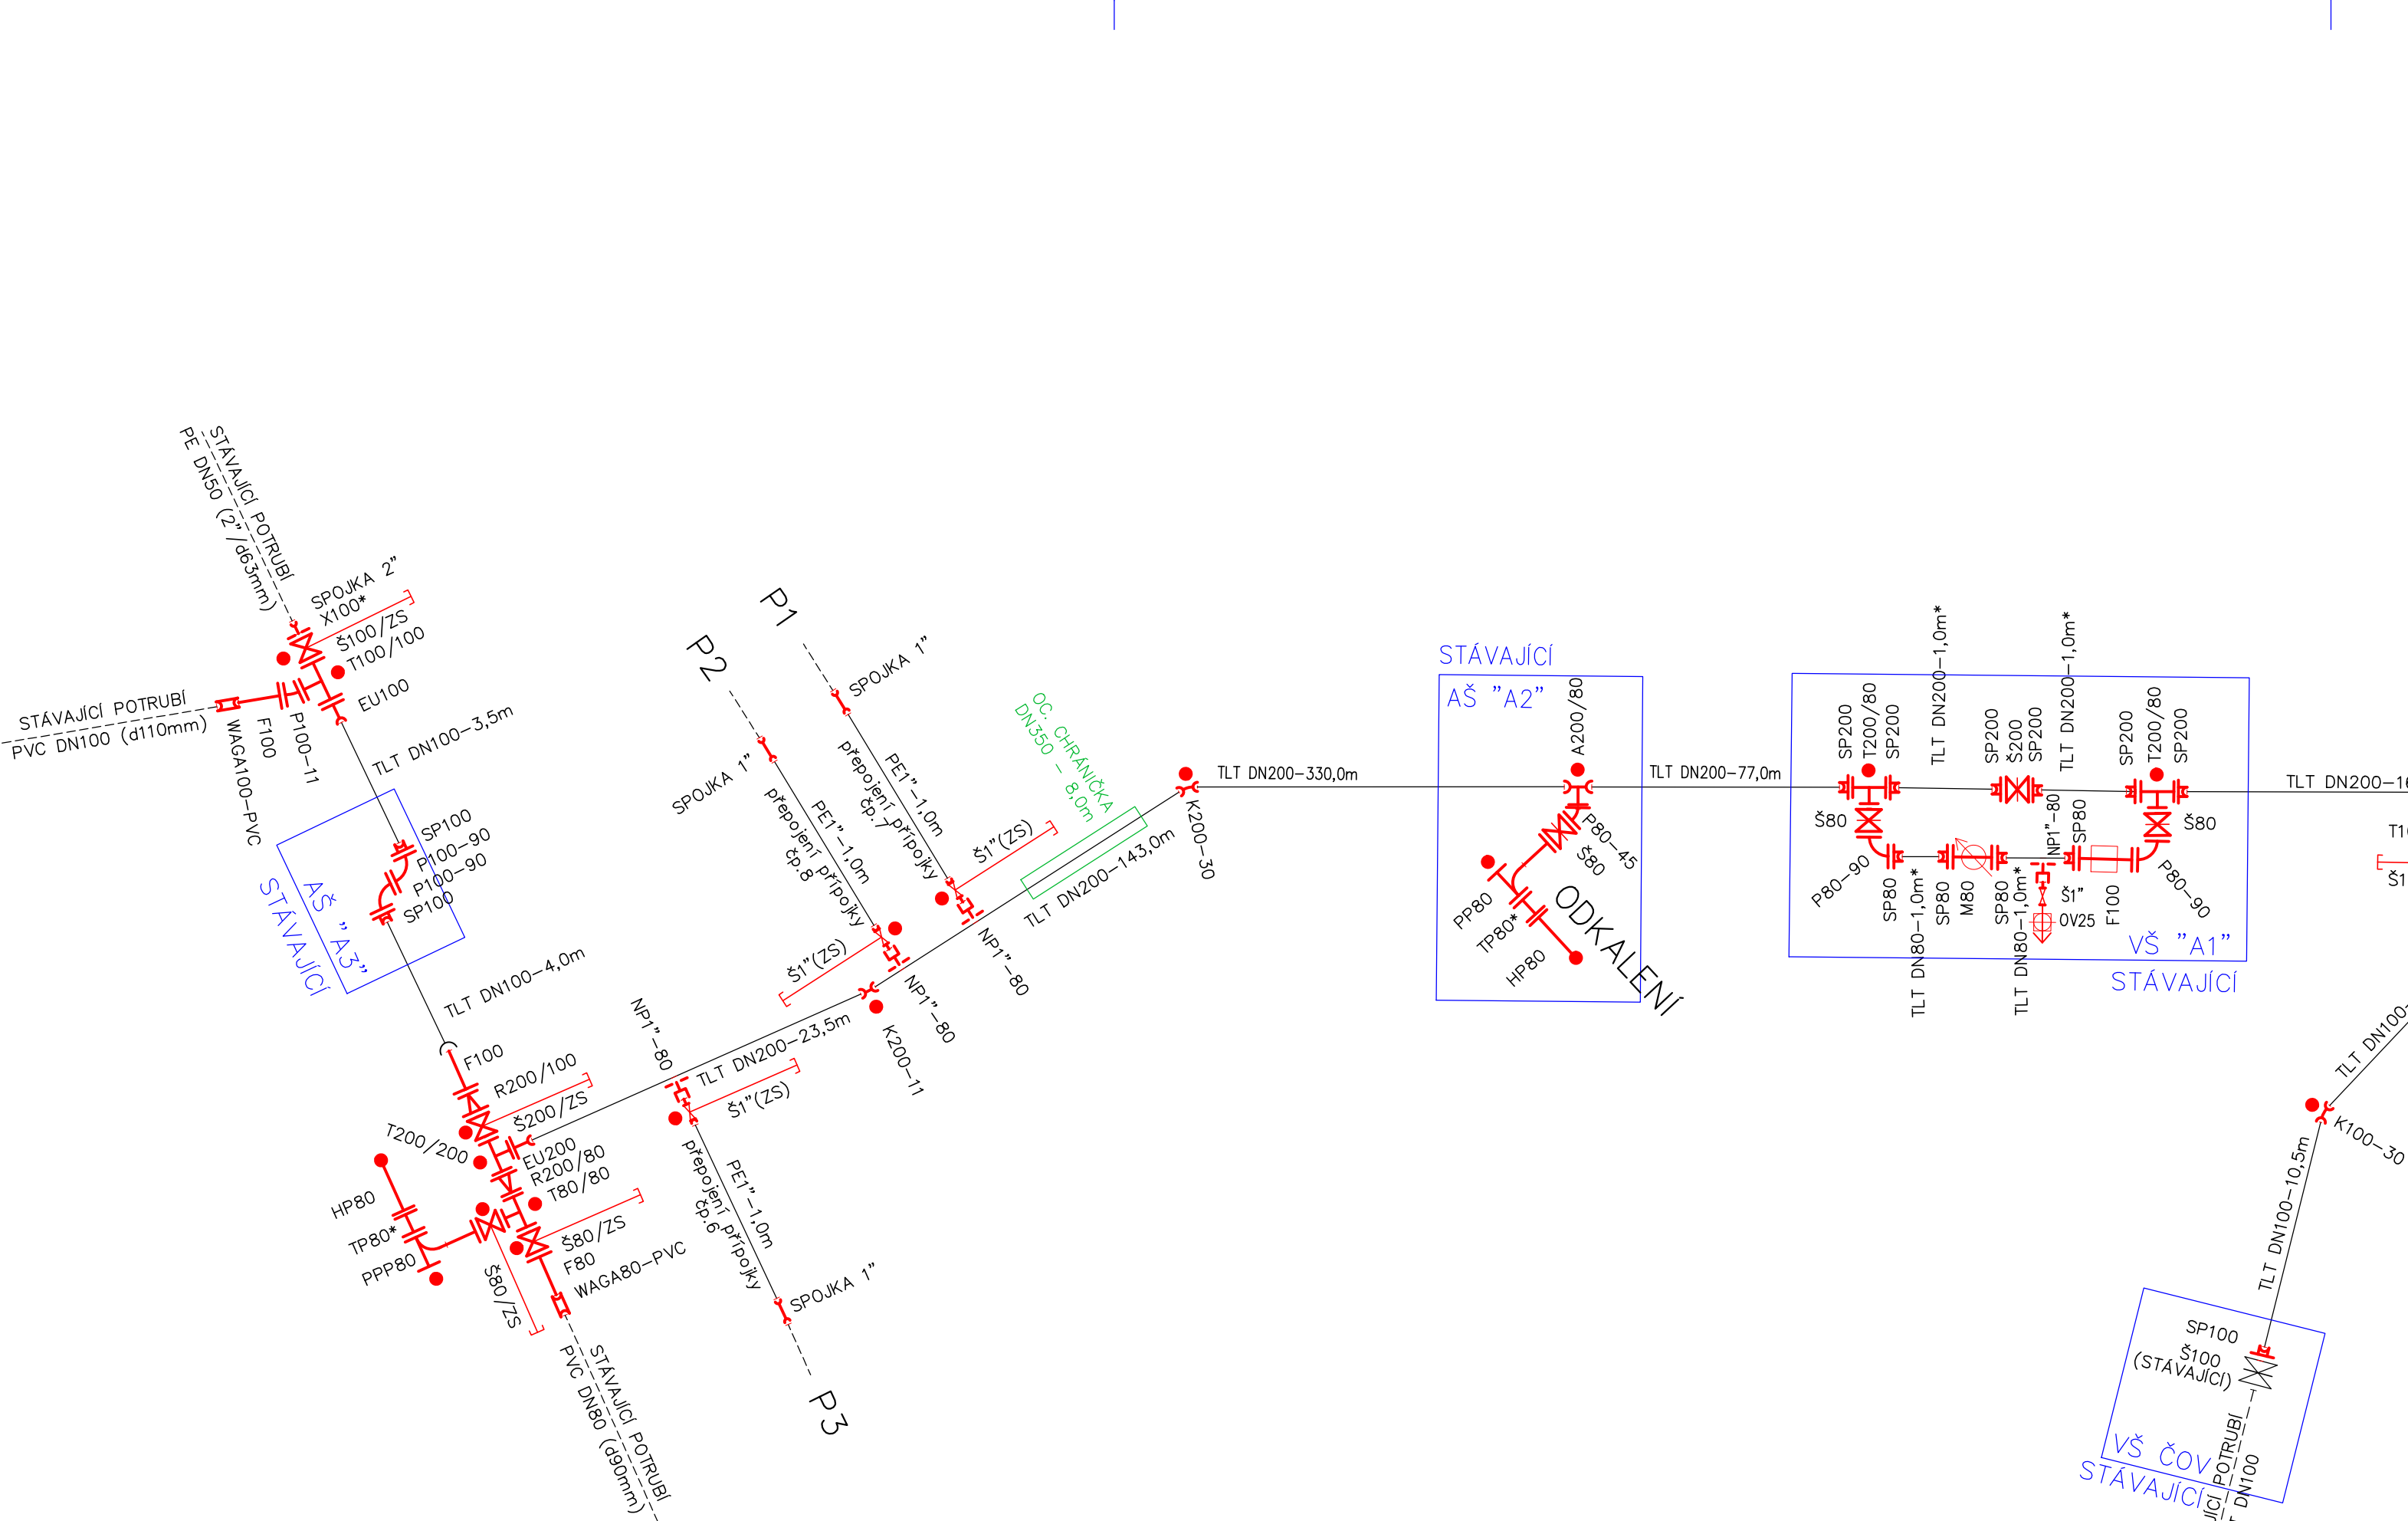 STÁVAJÍCÍ POTRUBÍ
PE DN50 (2"/d63mm)
SPOJKA 2"
X100*
Š100/ZS
T100/100
EU100
STÁVAJÍCÍ POTRUBÍ
PVC DN100 (d110mm)
WAGA100-PVC
F100
P100-11
TLT DN100-3,5m
SP100
P100-90
P100-90
SP100
AŠ "A3"
STÁVAJÍCÍ
TLT DN100-4,0m
F100
R200/100
Š200/ZS
T200/200
EU200
R200/80
T80/80
HP80
TP80*
PPP80
Š80/ZS
Š80/ZS
F80
WAGA80-PVC
STÁVAJÍCÍ POTRUBÍ
PVC DN80 (d90mm)
P1
SPOJKA 1"
PE1"-1,0m
přepojení přípojky
čp.7
Š1"(ZS)
NP1"-80
P2
SPOJKA 1"
PE1"-1,0m
přepojení přípojky
čp.8
Š1"(ZS)
NP1"-80
K200-11
NP1"-80
TLT DN200-23,5m
Š1"(ZS)
PE1"-1,0m
přepojení přípojky
čp.6
SPOJKA 1"
P3
OC. CHRÁNIČKA
DN350 - 8,0m
TLT DN200-143,0m
K200-30
TLT DN200-330,0m
STÁVAJÍCÍ
AŠ "A2"
A200/80
P80-45
Š80
PP80
TP80*
HP80
ODKALENÍ
TLT DN200-77,0m
SP200
T200/80
SP200
TLT DN200-1,0m*
SP200
Š200
SP200
TLT DN200-1,0m*
SP200
T200/80
SP200
Š80
Š80
P80-90
SP80
TLT DN80-1,0m*
SP80
M80
SP80
TLT DN80-1,0m*
NP1"-80
SP80
Š1"
OV25
F100
P80-90
VŠ "A1"
STÁVAJÍCÍ
TLT DN200-16
T10
Š1
TLT DN100-
K100-30
TLT DN100-10,5m
SP100
Š100
(STÁVAJÍCÍ)
VŠ ČOV
STÁVAJÍCÍ
POTRUBÍ
DN100